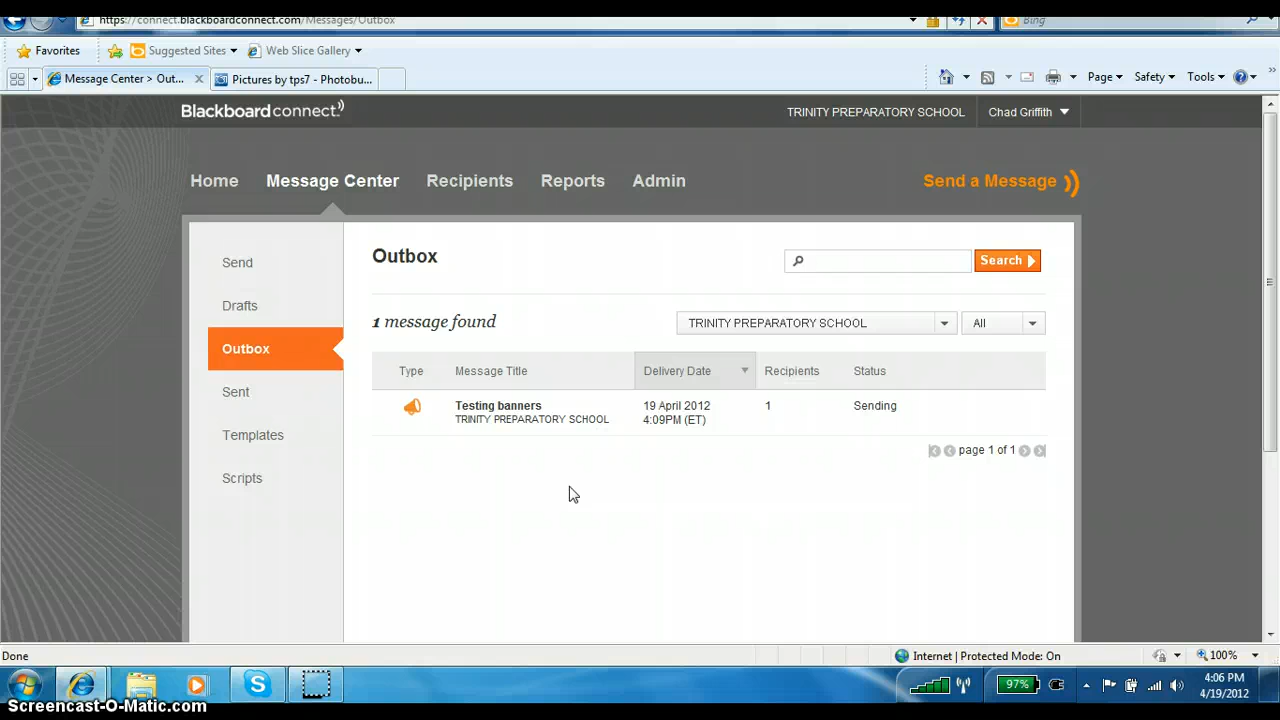 https://connect.blackboardconnect.com/Messages/Outbox
Bing
Favorites
Suggested Sites
Web Slice Gallery
Message Center > Out...
Pictures by tps7 - Photobu...
Page
Safety
Tools
Blackboard connect
TRINITY PREPARATORY SCHOOL
Chad Griffith
Home
Message Center
Recipients
Reports
Admin
Send a Message
Send
Drafts
Outbox
Sent
Templates
Scripts
Outbox
Search
1 message found
TRINITY PREPARATORY SCHOOL
All
Type
Message Title
Delivery Date
Recipients
Status
Testing banners
TRINITY PREPARATORY SCHOOL
19 April 2012
4:09PM (ET)
1
Sending
page 1 of 1
Done
Internet | Protected Mode: On
100%
97%
4:06 PM
4/19/2012
Screencast-O-Matic.com